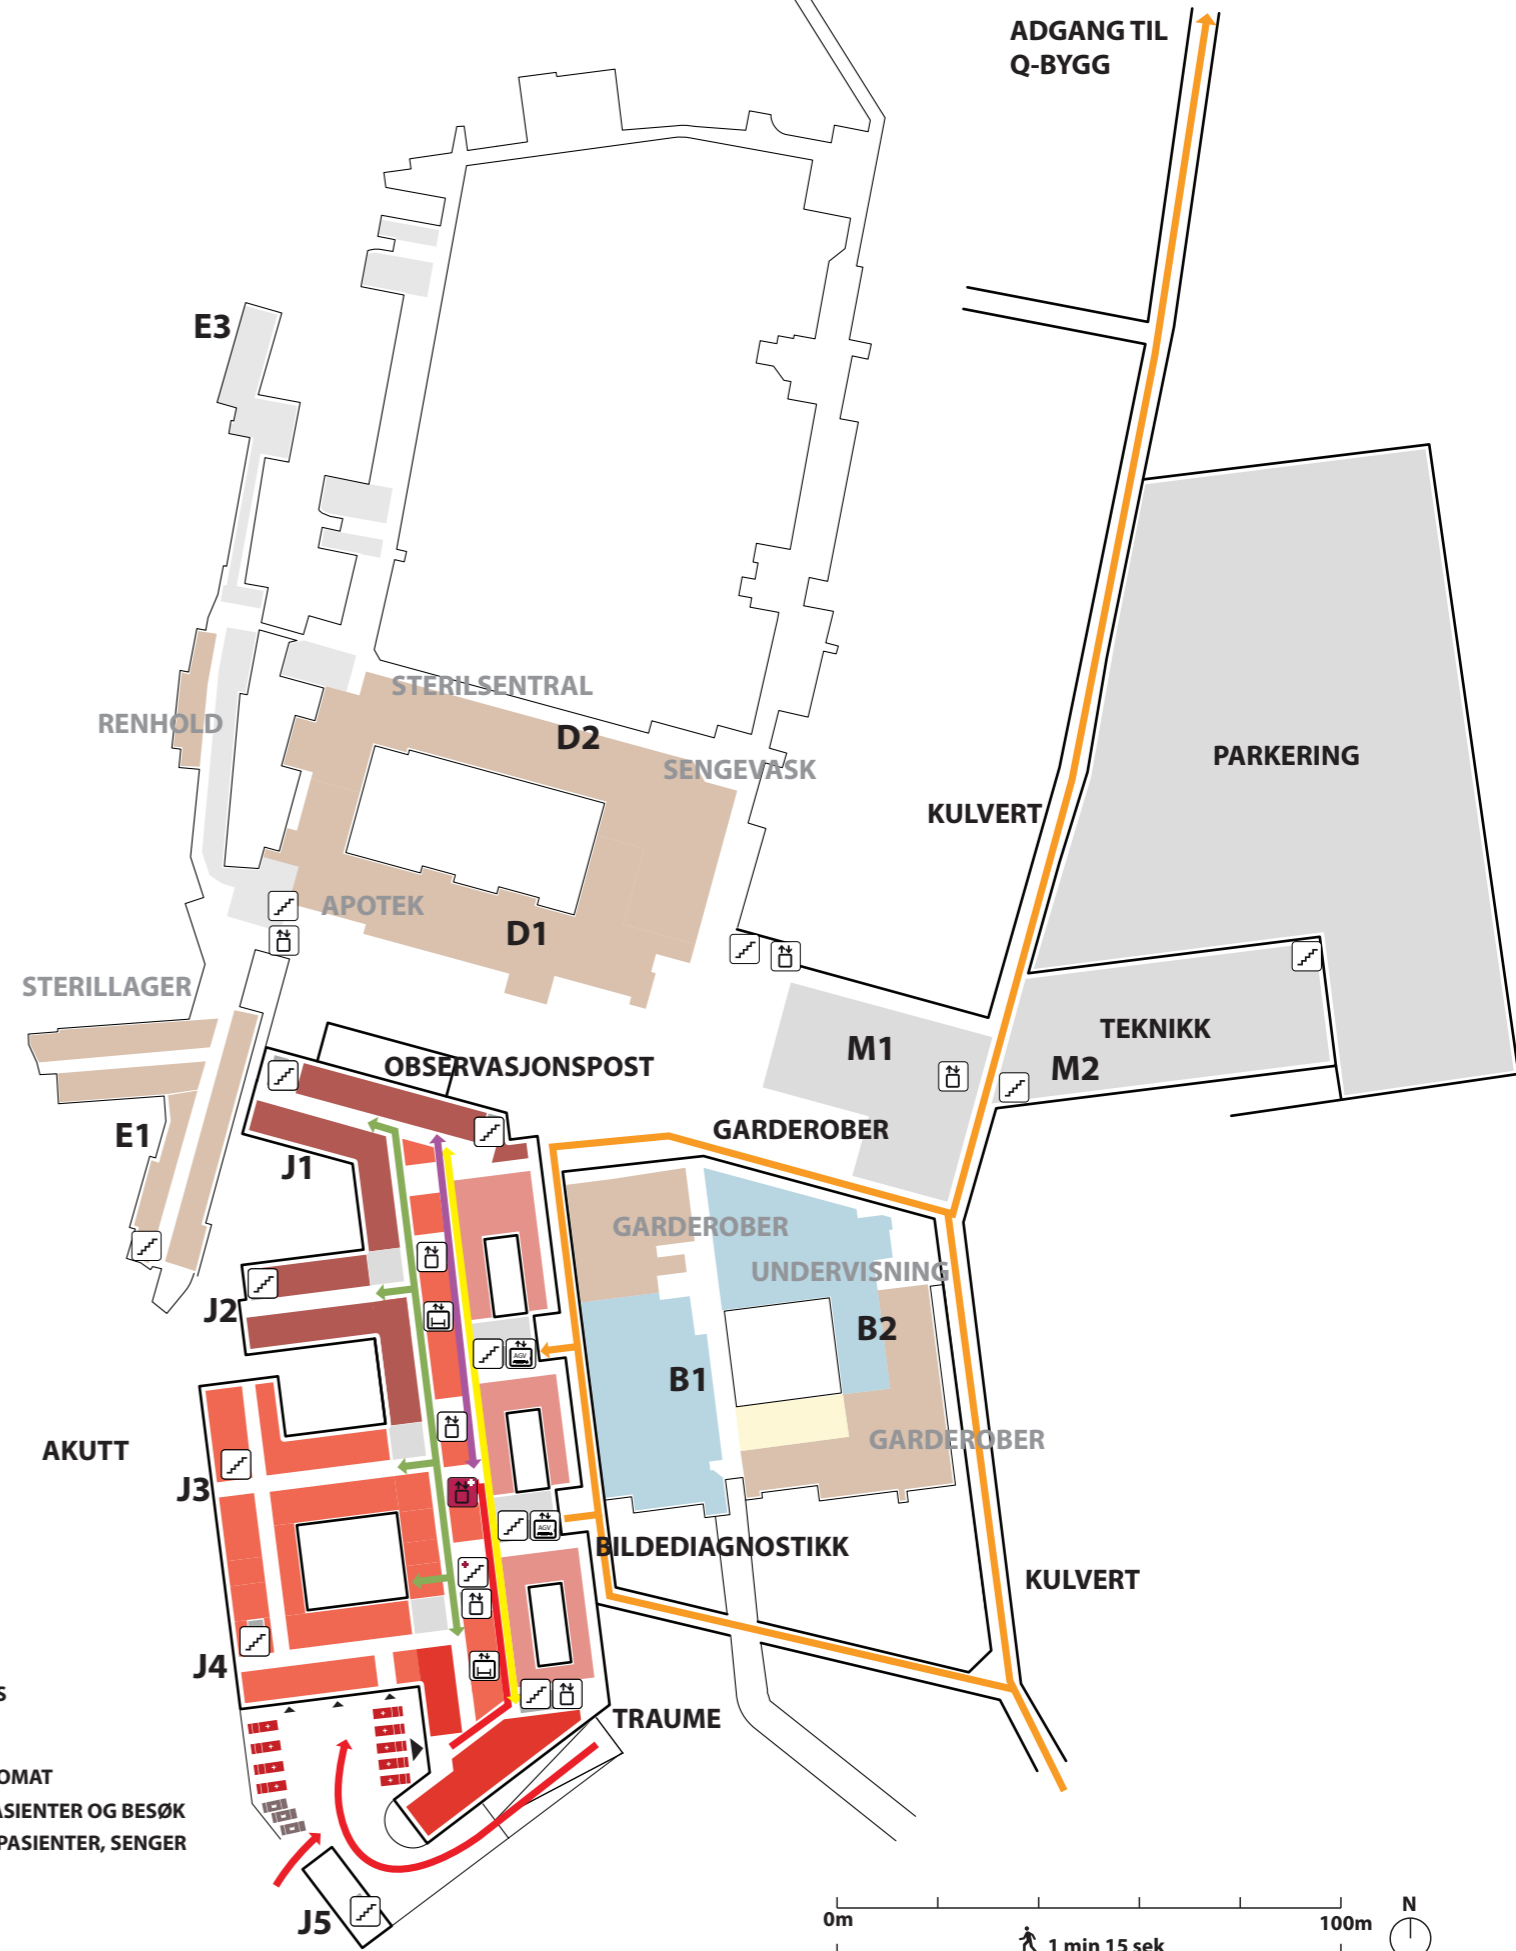 ADGANG TIL
Q-BYGG
E3
STERILSENTRAL
RENHOLD
D2
SENGEVASK
PARKERING
KULVERT
APOTEK
D1
STERILLAGER
TEKNIKK
M1
M2
OBSERVASJONSPOST
GARDEROBER
E1
J1
GARDEROBER
UNDERVISNING
J2
B2
AGV
B1
GARDEROBER
AKUTT
J3
AGV
BILDEDIAGNOSTIKK
KULVERT
J4
S
TRAUME
OMAT
ASIENTER OG BESØK
PASIENTER, SENGER
J5
N
0m
100m
1 min 15 sek